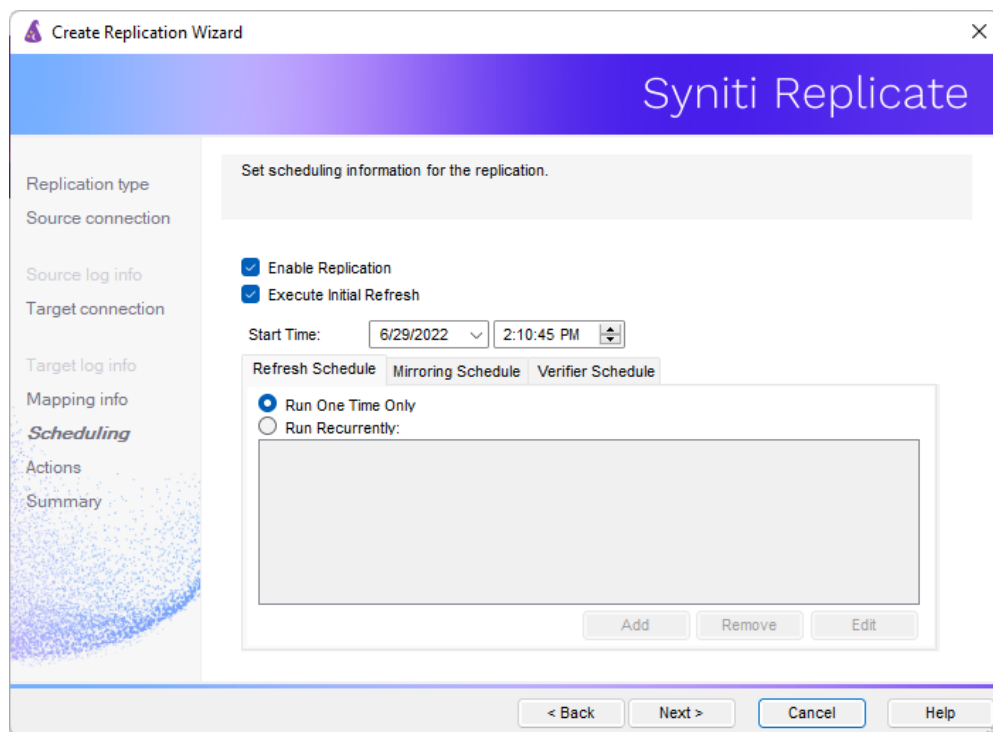 Create Replication Wizard
Syniti Replicate
Replication type
Source connection
Source log info
Target connection
Target log info
Mapping info
Scheduling
Actions
Summary
Set scheduling information for the replication.
Enable Replication
Execute Initial Refresh
Start Time: 6/29/2022 2:10:45 PM
Refresh Schedule Mirroring Schedule Verifier Schedule
Run One Time Only
Run Recurrently:
Add Remove Edit
< Back Next > Cancel Help